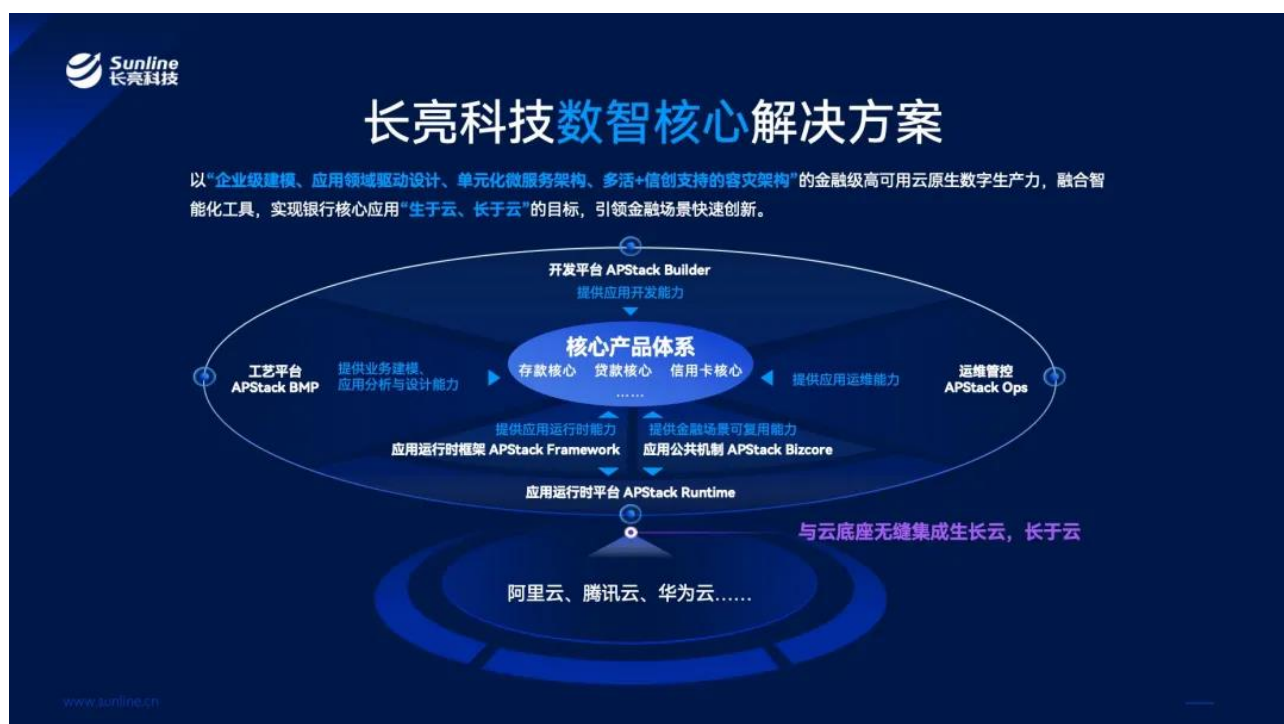 Sunline
长亮科技
长亮科技数智核心解决方案
以“企业级建模、应用领域驱动设计、单元化微服务架构、多活+信创支持的容灾架构”的金融级高可用云原生数字生产力，融合智
能化工具，实现银行核心应用“生于云、长于云”的目标，引领金融场景快速创新。
开发平台 APStack Builder
提供应用开发能力
核心产品体系
存款核心 贷款核心 信用卡核心
……
工艺平台
APStack BMP
提供业务建模、
应用分析与设计能力
提供应用运维能力
运维管控
APStack Ops
提供应用运行时能力
应用运行时框架 APStack Framework
提供金融场景可复用能力
应用公共机制 APStack Bizcore
应用运行时平台 APStack Runtime
与云底座无缝集成生长云，长于云
阿里云、腾讯云、华为云……
www.sunline.cn